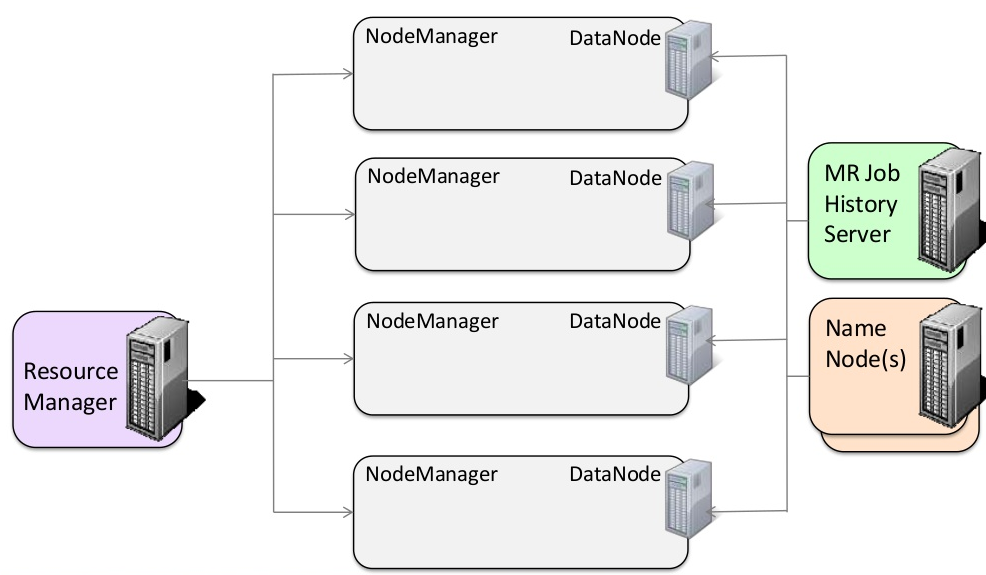 NodeManager DataNode
NodeManager DataNode
MR Job
History
Server
NodeManager DataNode
Name
Node(s)
Resource
Manager
NodeManager DataNode